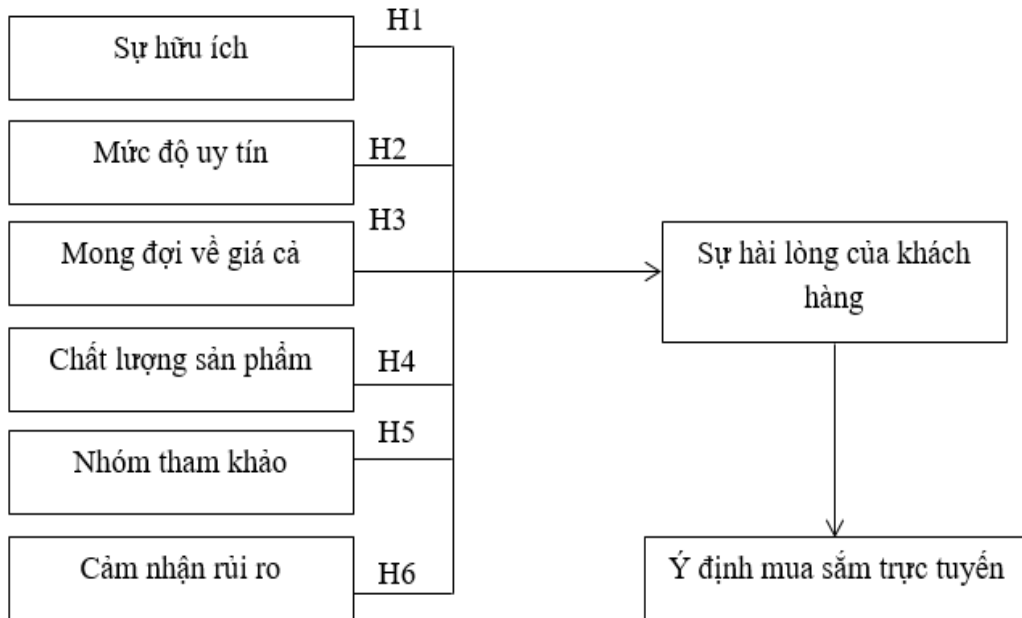 H1
Sự hữu ích
Mức độ uy tín
H2
H3
Mong đợi về giá cả
Chất lượng sản phẩm
H4
H5
Nhóm tham khảo
Cảm nhận rủi ro
H6
Sự hài lòng của khách
hàng
Ý định mua sắm trực tuyến